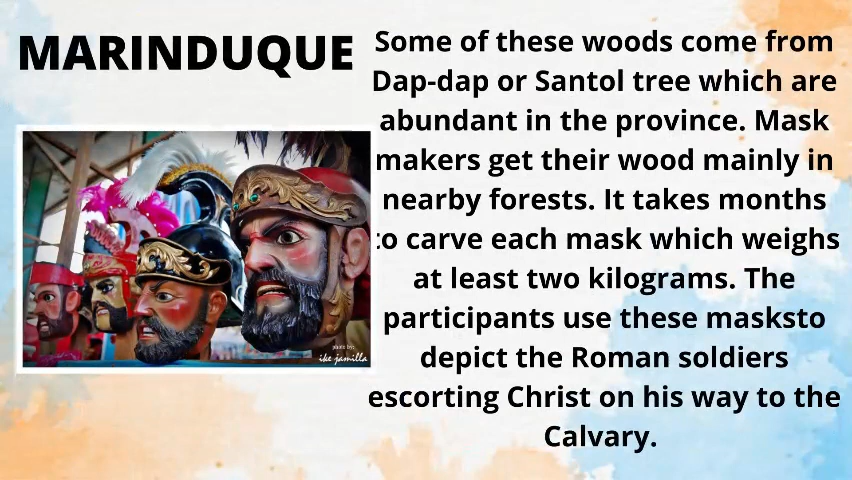 MARINDUQUE
Some of these woods come from
Dap-dap or Santol tree which are
abundant in the province. Mask
makers get their wood mainly in
nearby forests. It takes months
to carve each mask which weighs
at least two kilograms. The
participants use these masksto
depict the Roman soldiers
escorting Christ on his way to the
Calvary.
photo by:
ike jamilla